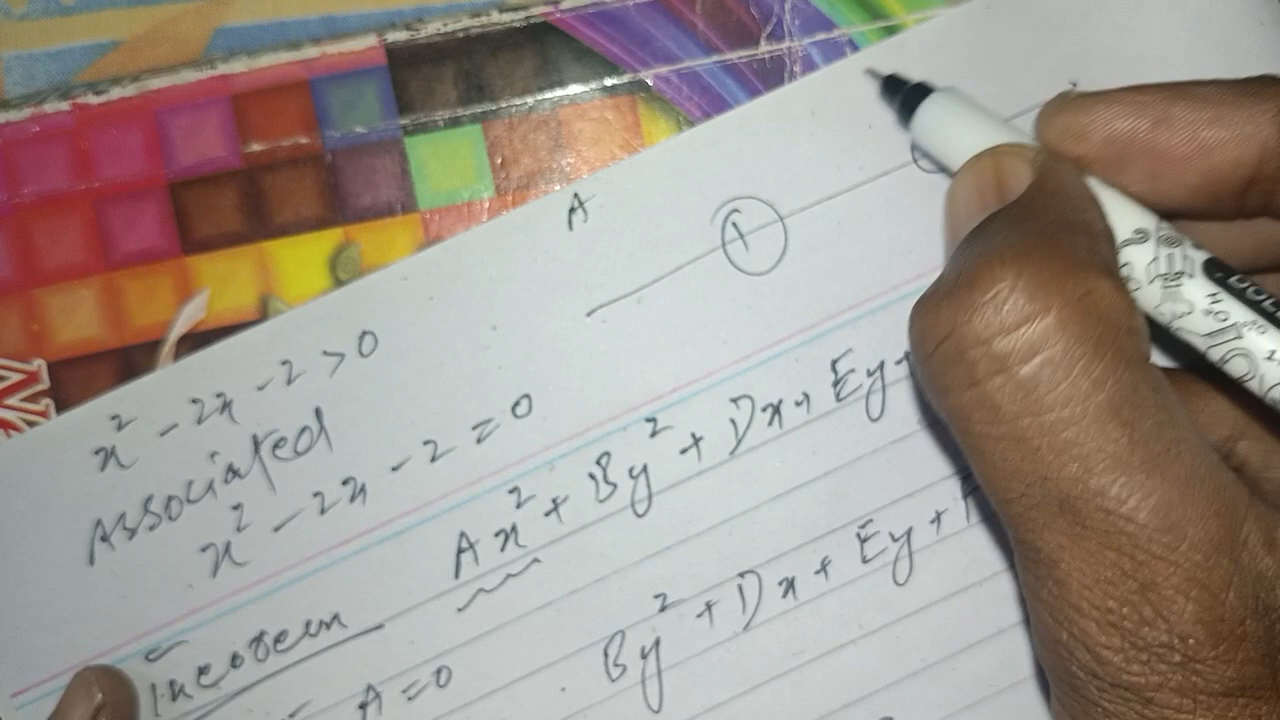 A
1
x² - 2x - 2 > 0
Associated
x² - 2x - 2 = 0
Ax² + By² + Dx + Ey +
Theorem
A = 0
By² + Dx + Ey + F
H₂O